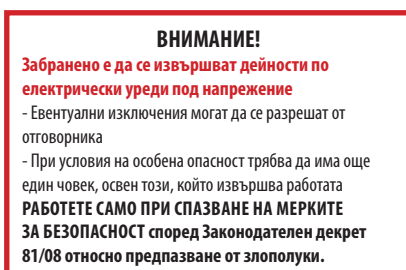 ВНИМАНИЕ!
Забранено е да се извършват дейности по
електрически уреди под напрежение
- Евентуални изключения могат да се разрешат от
отговорника
- При условия на особена опасност трябва да има още
един човек, освен този, който извършва работата
РАБОТЕТЕ САМО ПРИ СПАЗВАНЕ НА МЕРКИТЕ
ЗА БЕЗОПАСНОСТ според Законодателен декрет
81/08 относно предпазване от злополуки.